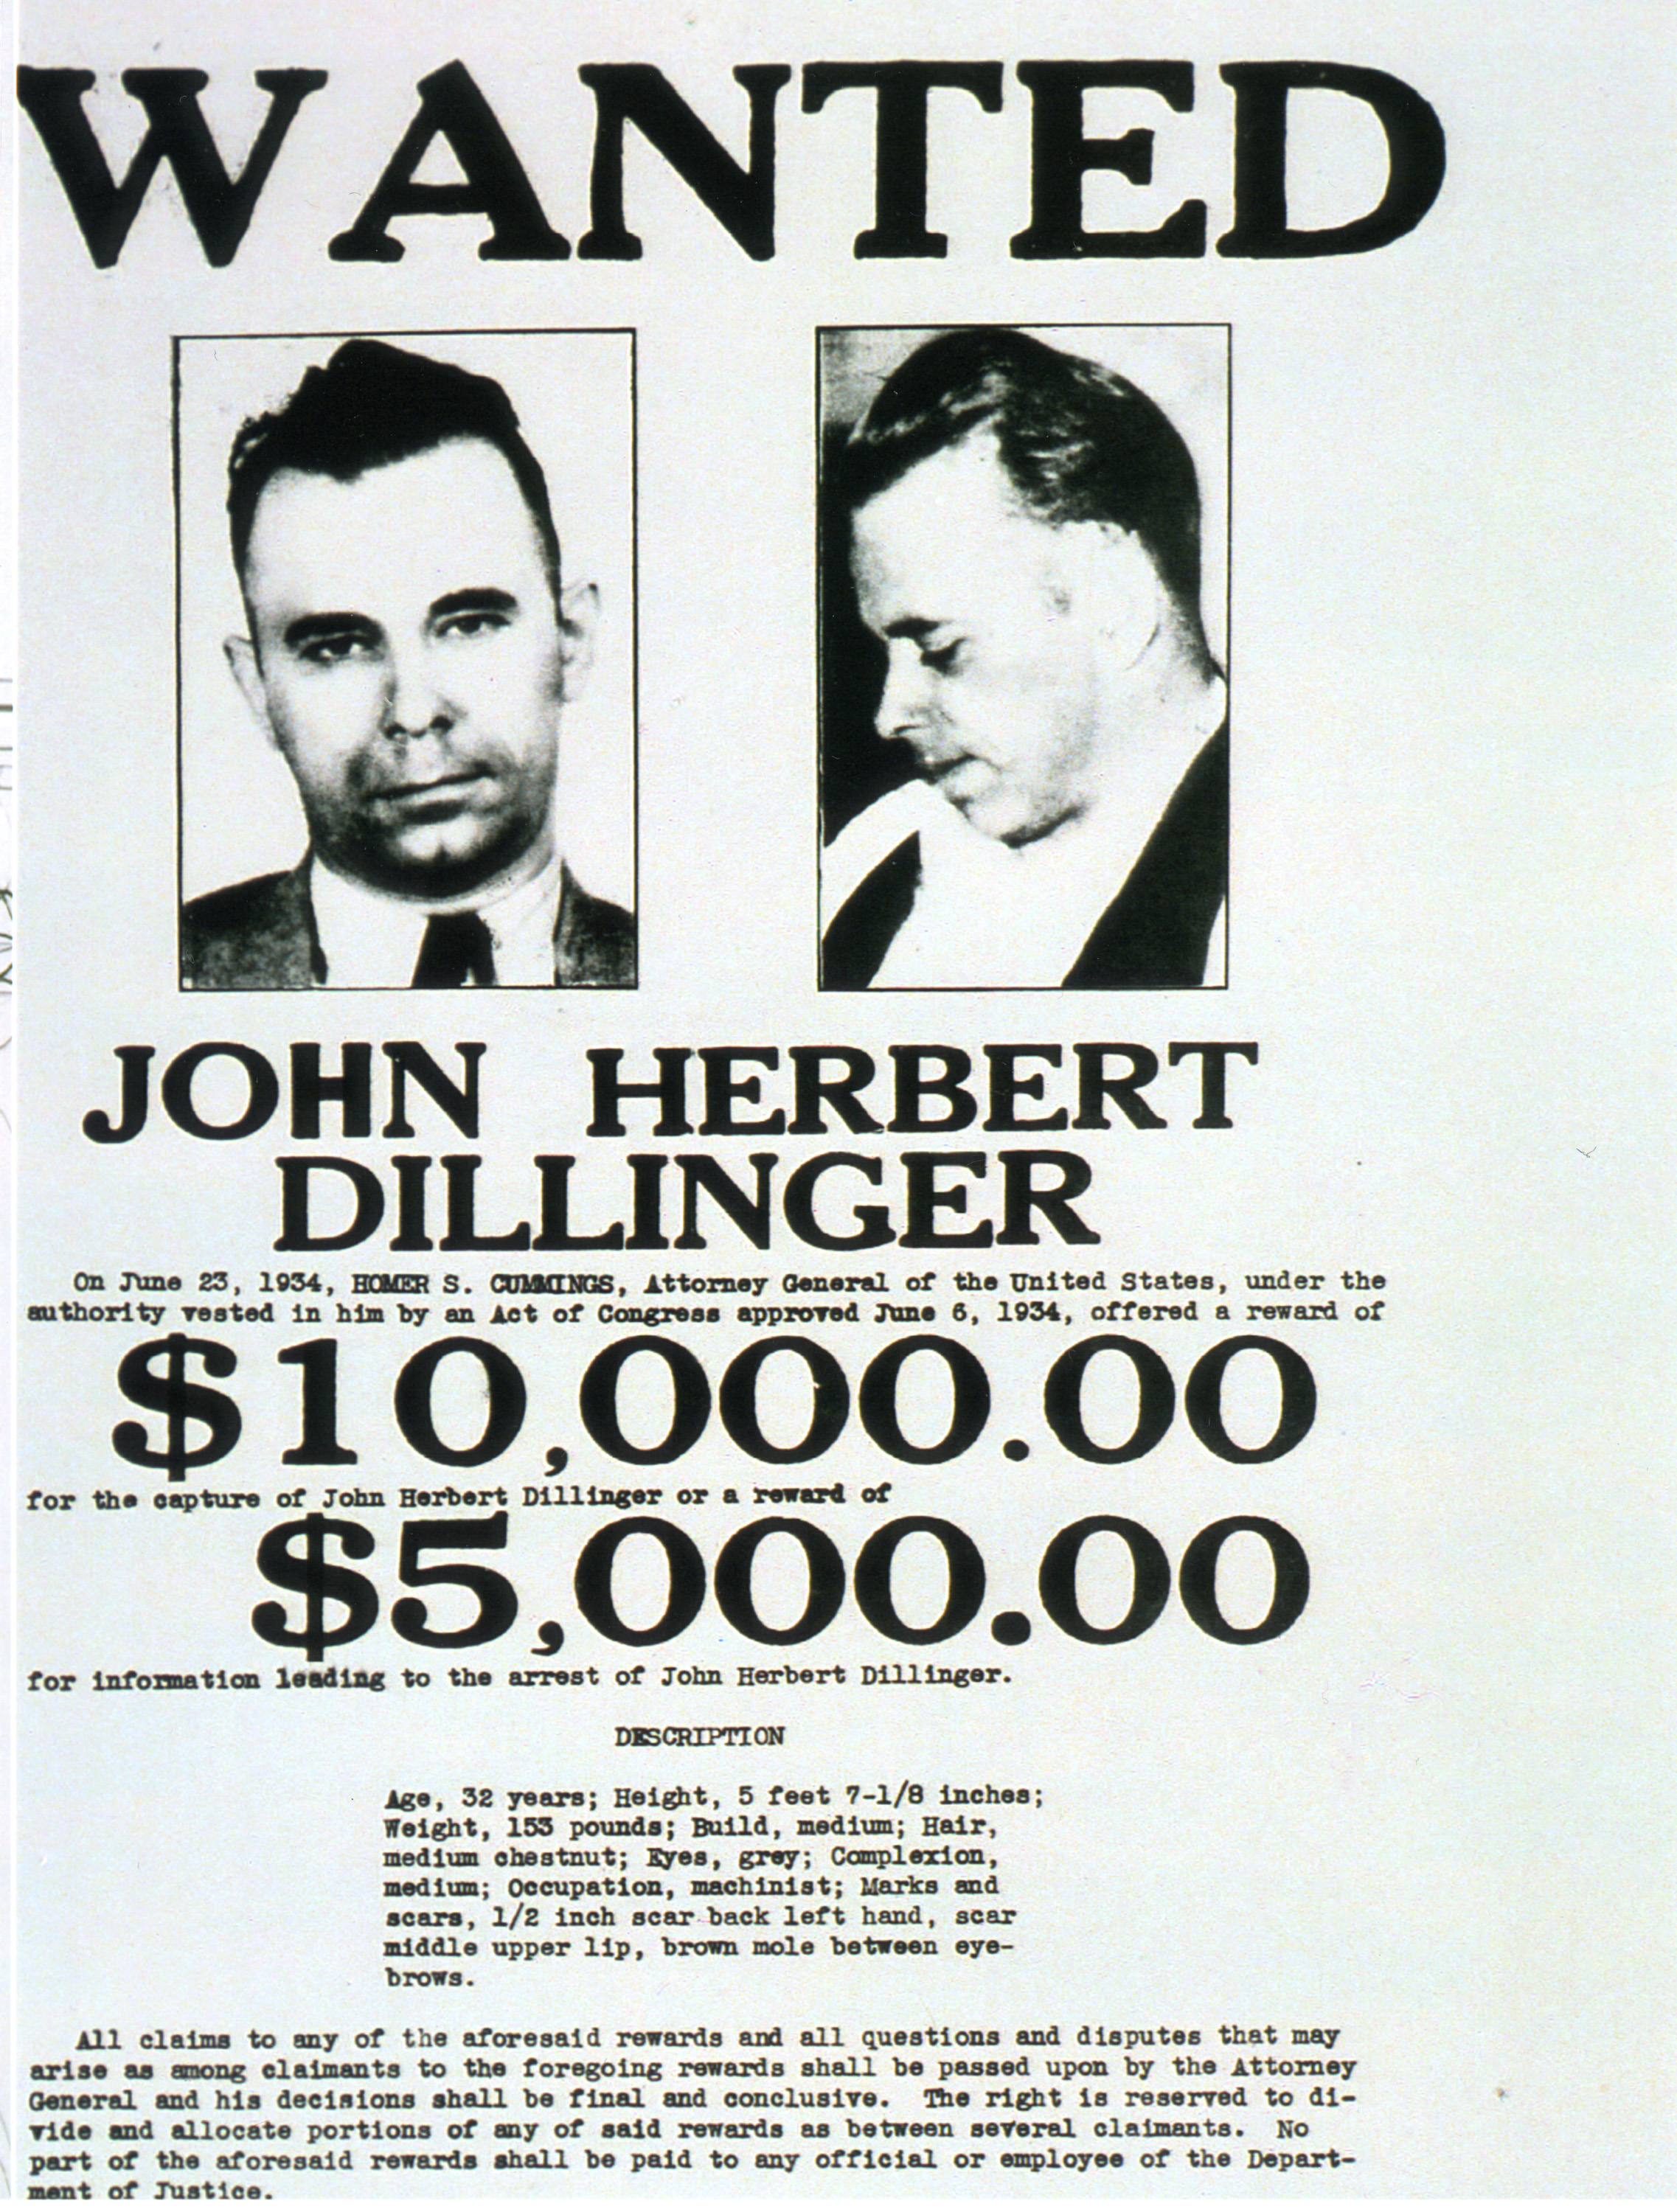 WANTED
JOHN HERBERT
DILLINGER
On June 23, 1934, HOMER S. CUMMINGS, Attorney General of the United States, under the
authority vested in him by an Act of Congress approved June 6, 1934, offered a reward of
$10,000.00
for the capture of John Herbert Dillinger or a reward of
$5,000.00
for information leading to the arrest of John Herbert Dillinger.
DESCRIPTION
Age, 32 years; Height, 5 feet 7-1/8 inches;
Weight, 153 pounds; Build, medium; Hair,
medium chestnut; Eyes, grey; Complexion,
medium; Occupation, machinist; Marks and
scars, 1/2 inch scar back left hand, scar
middle upper lip, brown mole between eye-
brows.
All claims to any of the aforesaid rewards and all questions and disputes that may
arise as among claimants to the foregoing rewards shall be passed upon by the Attorney
General and his decisions shall be final and conclusive. The right is reserved to di-
vide and allocate portions of any of said rewards as between several claimants. No
part of the aforesaid rewards shall be paid to any official or employee of the Depart-
ment of Justice.